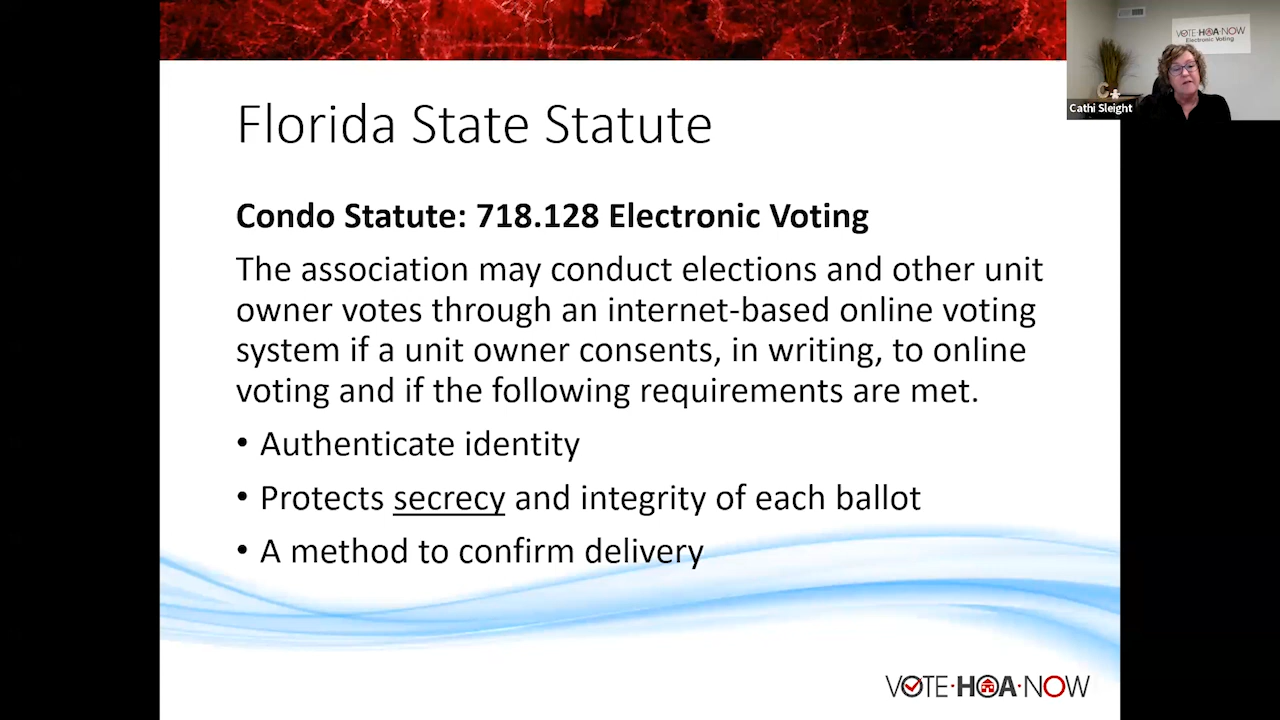 VOTE·HOA·NOW
Electronic Voting
Cathi Sleight
Florida State Statute
Condo Statute: 718.128 Electronic Voting
The association may conduct elections and other unit
owner votes through an internet-based online voting
system if a unit owner consents, in writing, to online
voting and if the following requirements are met.
• Authenticate identity
• Protects secrecy and integrity of each ballot
• A method to confirm delivery
VOTE·HOA·NOW